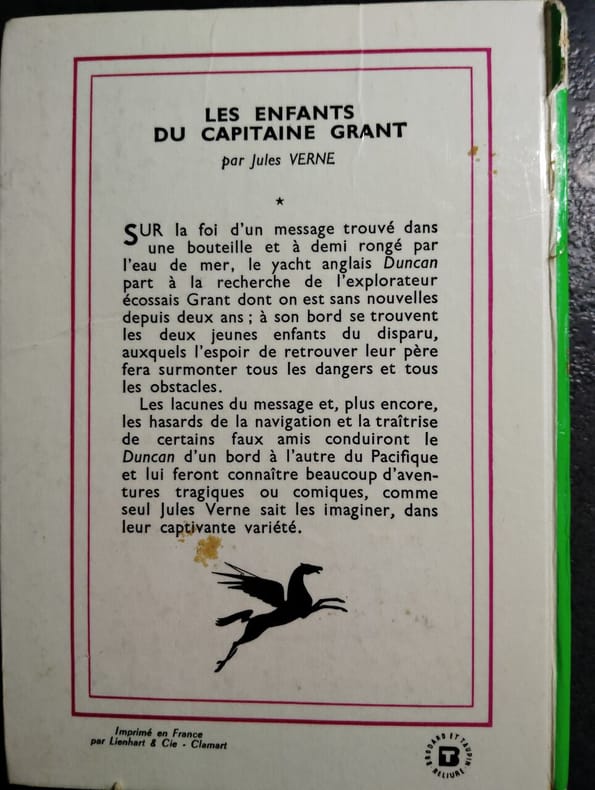 LES ENFANTS
DU CAPITAINE GRANT
par Jules VERNE
*
SUR la foi d'un message trouvé dans
une bouteille et à demi rongé par
l'eau de mer, le yacht anglais Duncan
part à la recherche de l'explorateur
écossais Grant dont on est sans nouvelles
depuis deux ans ; à son bord se trouvent
les deux jeunes enfants du disparu,
auxquels l'espoir de retrouver leur père
fera surmonter tous les dangers et tous
les obstacles.
Les lacunes du message et, plus encore,
les hasards de la navigation et la traîtrise
de certains faux amis conduiront le
Duncan d'un bord à l'autre du Pacifique
et lui feront connaître beaucoup d'aven-
tures tragiques ou comiques, comme
seul Jules Verne sait les imaginer, dans
leur captivante variété.
Imprimé en France
par Lienhart & Cie - Clamart
BRODARD ET TAUPIN
BT
RELIURE